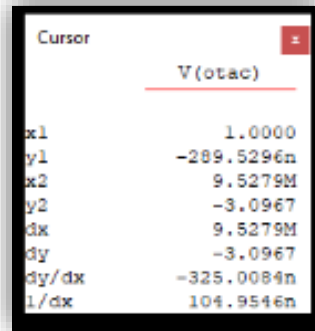 Cursor x
V(otac)
x1 1.0000
y1 -289.5296n
x2 9.5279M
y2 -3.0967
dx 9.5279M
dy -3.0967
dy/dx -325.0084n
1/dx 104.9546n